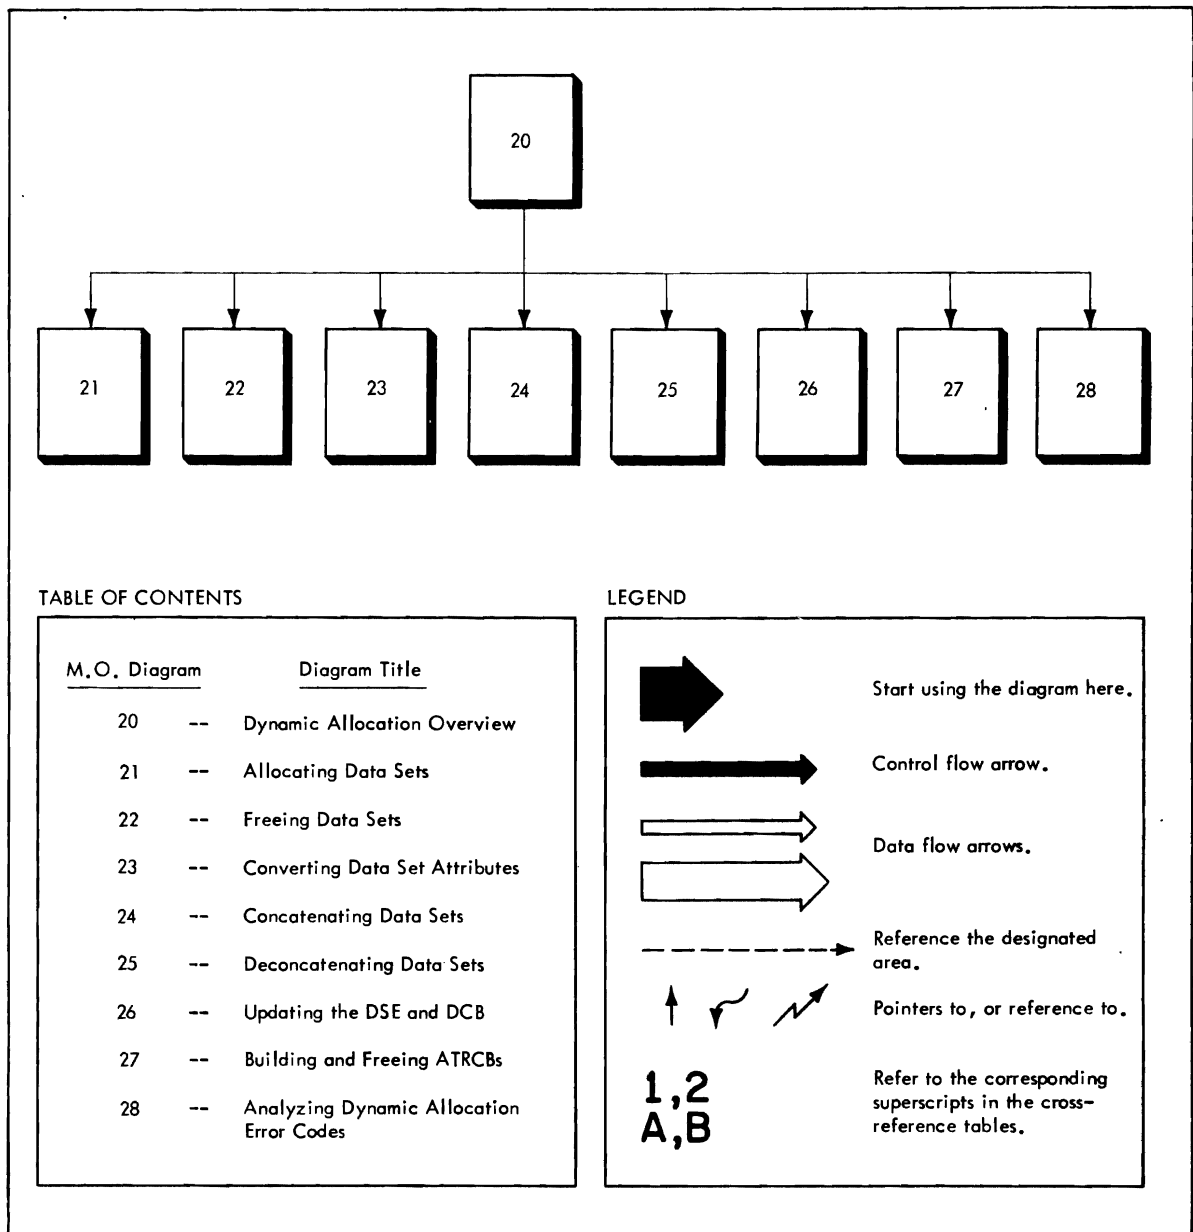 20
21 22 23 24 25 26 27 28
TABLE OF CONTENTS
M.O. Diagram Diagram Title
20 -- Dynamic Allocation Overview
21 -- Allocating Data Sets
22 -- Freeing Data Sets
23 -- Converting Data Set Attributes
24 -- Concatenating Data Sets
25 -- Deconcatenating Data Sets
26 -- Updating the DSE and DCB
27 -- Building and Freeing ATRCBs
28 -- Analyzing Dynamic Allocation
Error Codes
LEGEND
Start using the diagram here.
Control flow arrow.
Data flow arrows.
Reference the designated
area.
Pointers to, or reference to.
1,2
A,B
Refer to the corresponding
superscripts in the cross-
reference tables.